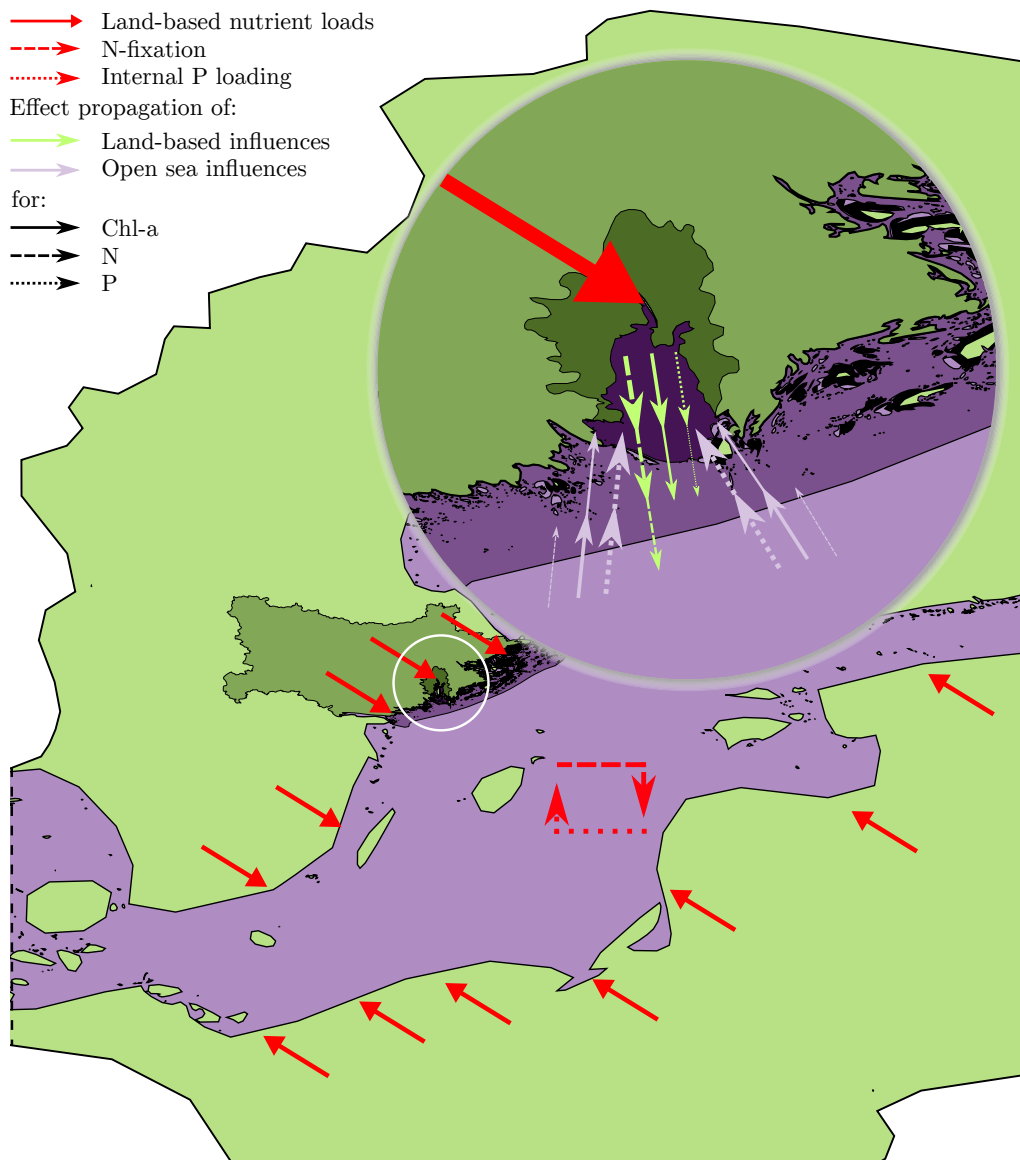 Land-based nutrient loads
N-fixation
Internal P loading
Effect propagation of:
Land-based influences
Open sea influences
for:
Chl-a
N
P